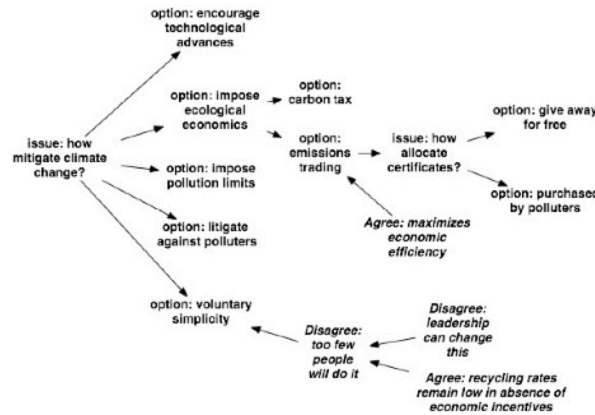 option: encourage
technological
advances
option: impose
ecological
economics
option:
carbon tax
option: give away
for free
issue: how
mitigate climate
change?
option:
emissions
trading
issue: how
allocate
certificates?
option: impose
pollution limits
option: purchased
by polluters
option: litigate
against polluters
Agree: maximizes
economic
efficiency
option: voluntary
simplicity
Disagree:
too few
people
will do it
Disagree:
leadership
can change
this
Agree: recycling rates
remain low in absence of
economic incentives